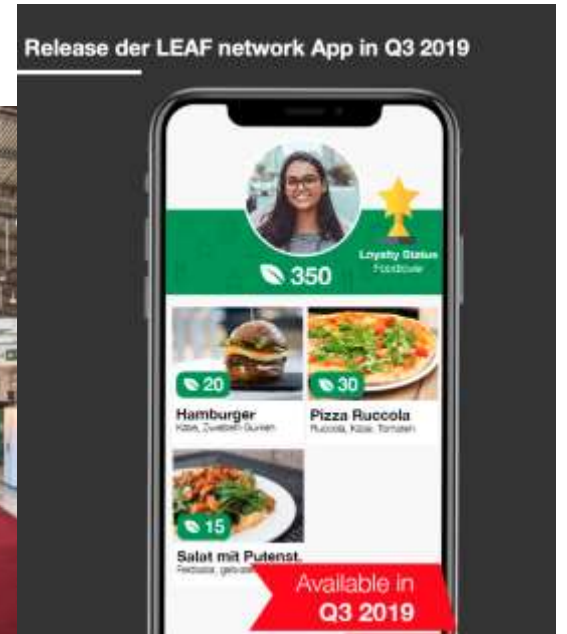 Release der LEAF network App in Q3 2019
Loyalty Status
350
20
30
Hamburger
Pizza Ruccola
Käse, Zwiebeln Gurken
Ruccola, Käse, Tomaten
15
Salat mit Putenst.
Available in
Q3 2019